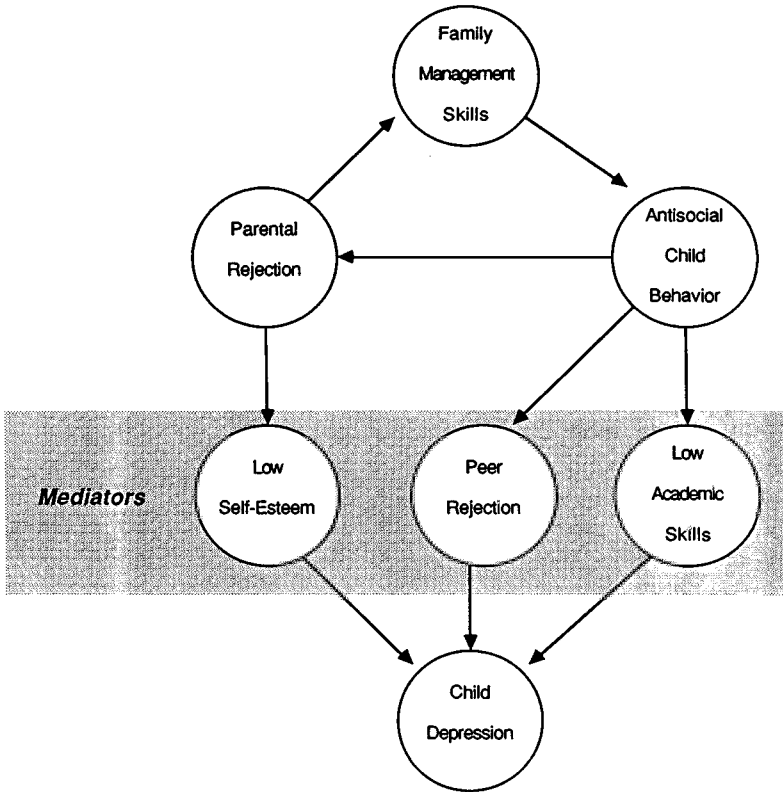 Family
Management
Skills
Parental
Rejection
Antisocial
Child
Behavior
Mediators
Low
Self-Esteem
Peer
Rejection
Low
Academic
Skills
Child
Depression